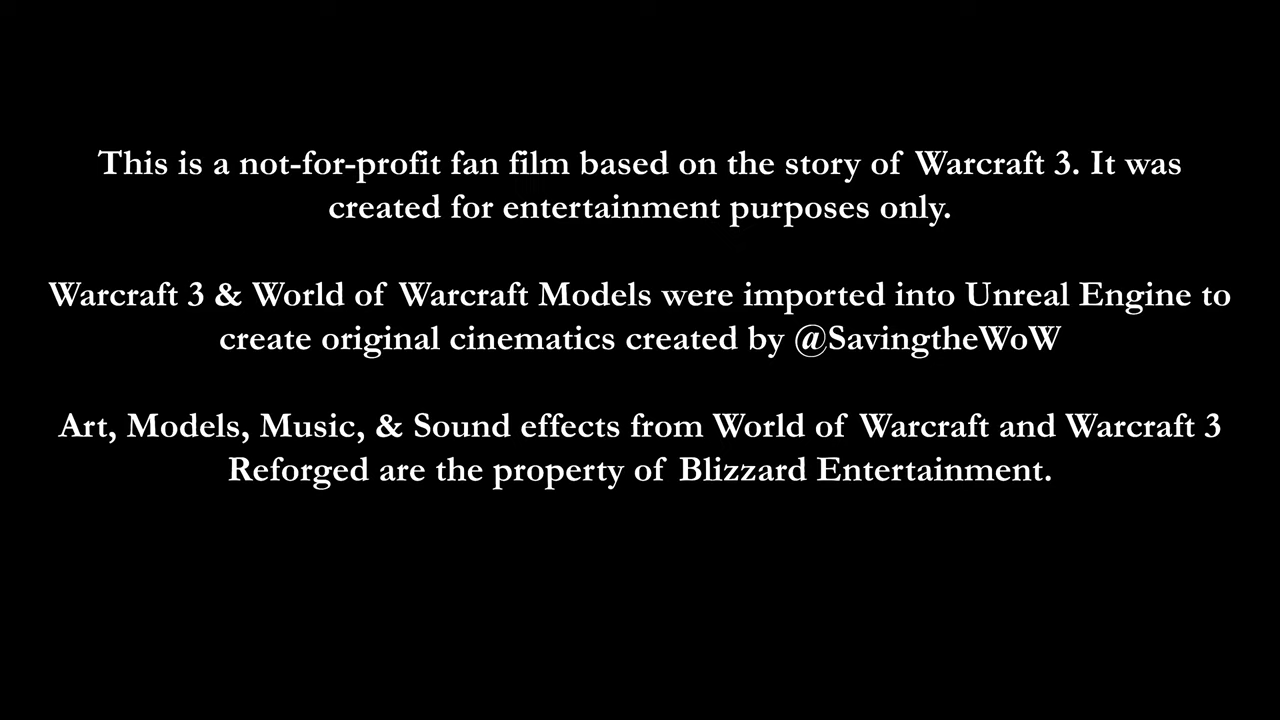 This is a not-for-profit fan film based on the story of Warcraft 3. It was
created for entertainment purposes only.
Warcraft 3 & World of Warcraft Models were imported into Unreal Engine to
create original cinematics created by @SavingtheWoW
Art, Models, Music, & Sound effects from World of Warcraft and Warcraft 3
Reforged are the property of Blizzard Entertainment.